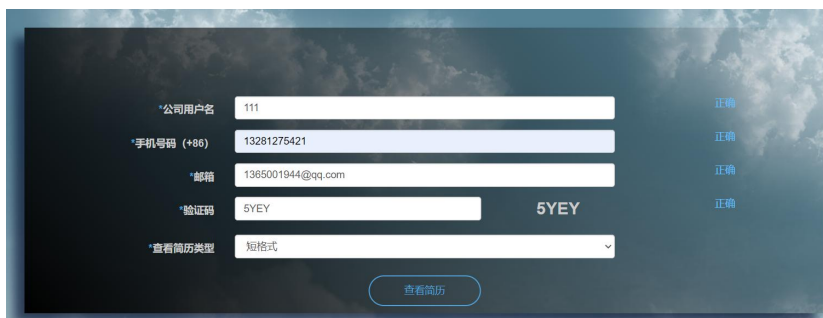 *公司用户名 111 正确
*手机号码（+86） 13281275421 正确
*邮箱 1365001944@qq.com 正确
*验证码 5YEY 5YEY 正确
*查看简历类型 短格式
查看简历